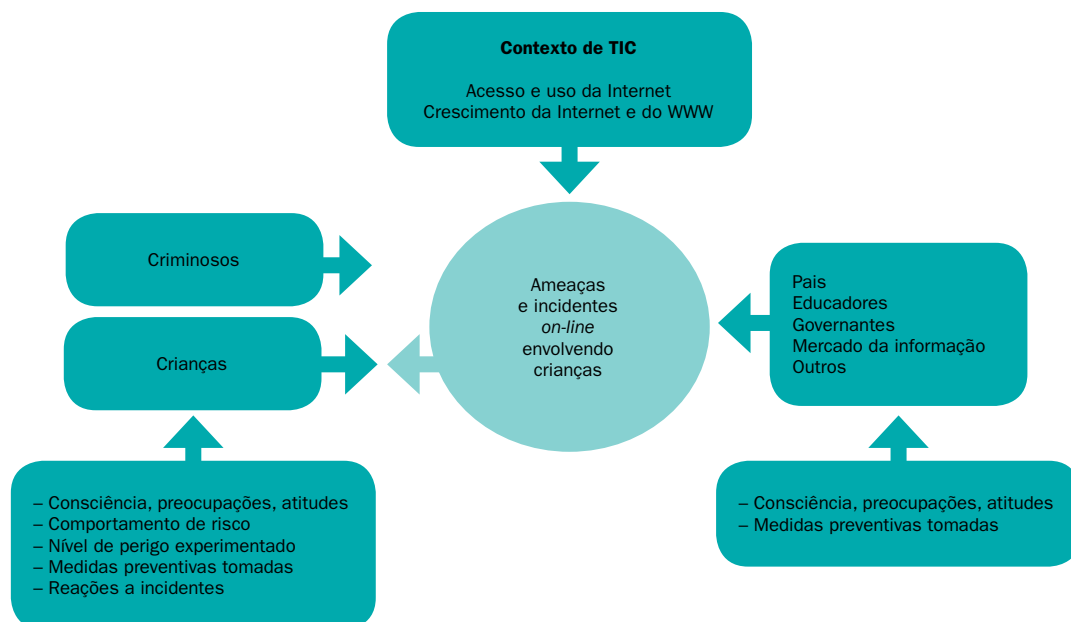 Contexto de TIC
Acesso e uso da Internet
Crescimento da Internet e do WWW
Criminosos
Crianças
Ameaças
e incidentes
on-line
envolvendo
crianças
Pais
Educadores
Governantes
Mercado da informação
Outros
– Consciência, preocupações, atitudes
– Comportamento de risco
– Nível de perigo experimentado
– Medidas preventivas tomadas
– Reações a incidentes
– Consciência, preocupações, atitudes
– Medidas preventivas tomadas